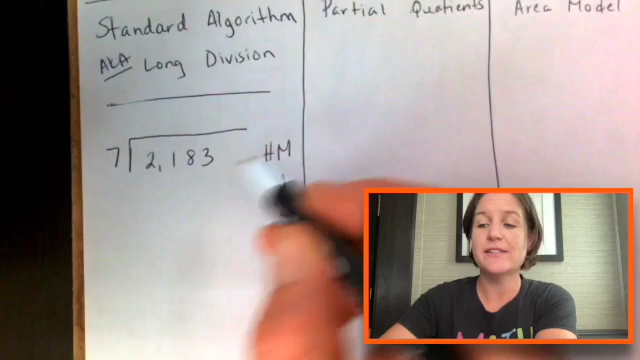 Standard Algorithm
AKA Long Division
7 2,183
HM
Partial Quotients
Area Model